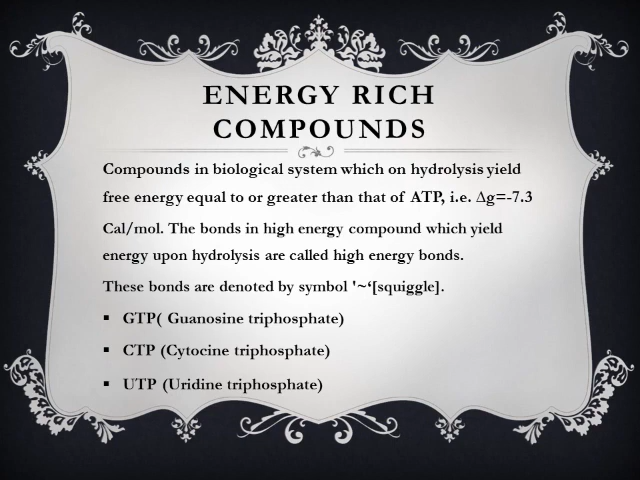 ENERGY RICH
COMPOUNDS
Compounds in biological system which on hydrolysis yield
free energy equal to or greater than that of ATP, i.e. ∆g=-7.3
Cal/mol. The bonds in high energy compound which yield
energy upon hydrolysis are called high energy bonds.
These bonds are denoted by symbol '~‘[squiggle].
▪ GTP( Guanosine triphosphate)
▪ CTP (Cytocine triphosphate)
▪ UTP (Uridine triphosphate)